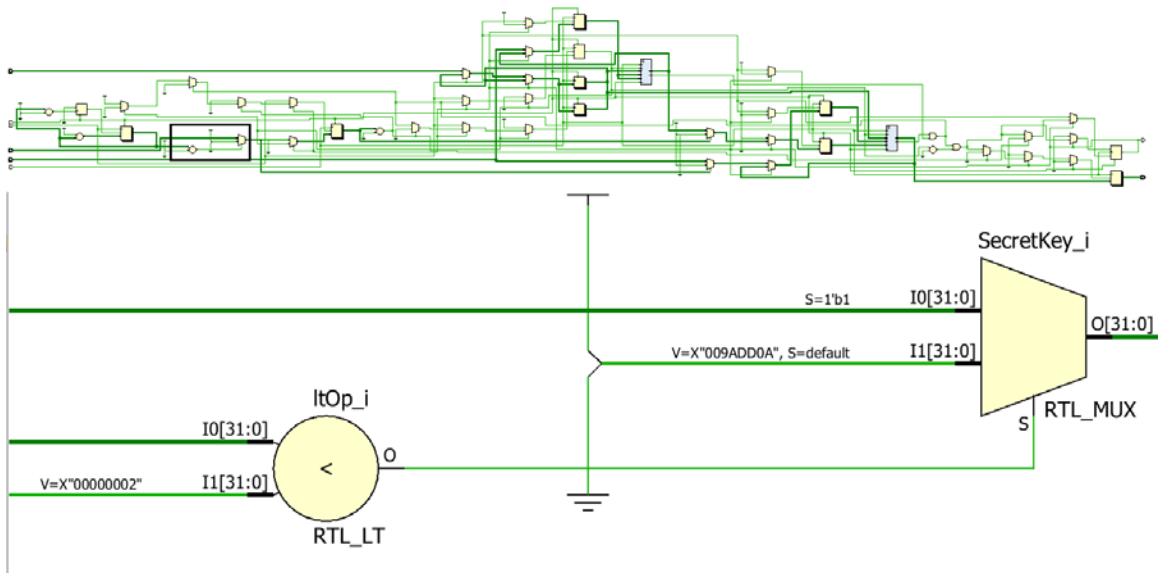 SecretKey_i
S=1'b1
I0[31:0]
O[31:0]
V=X"009ADD0A", S=default
I1[31:0]
ltOp_i
RTL_MUX
S
I0[31:0]
O
<
V=X"00000002"
I1[31:0]
RTL_LT